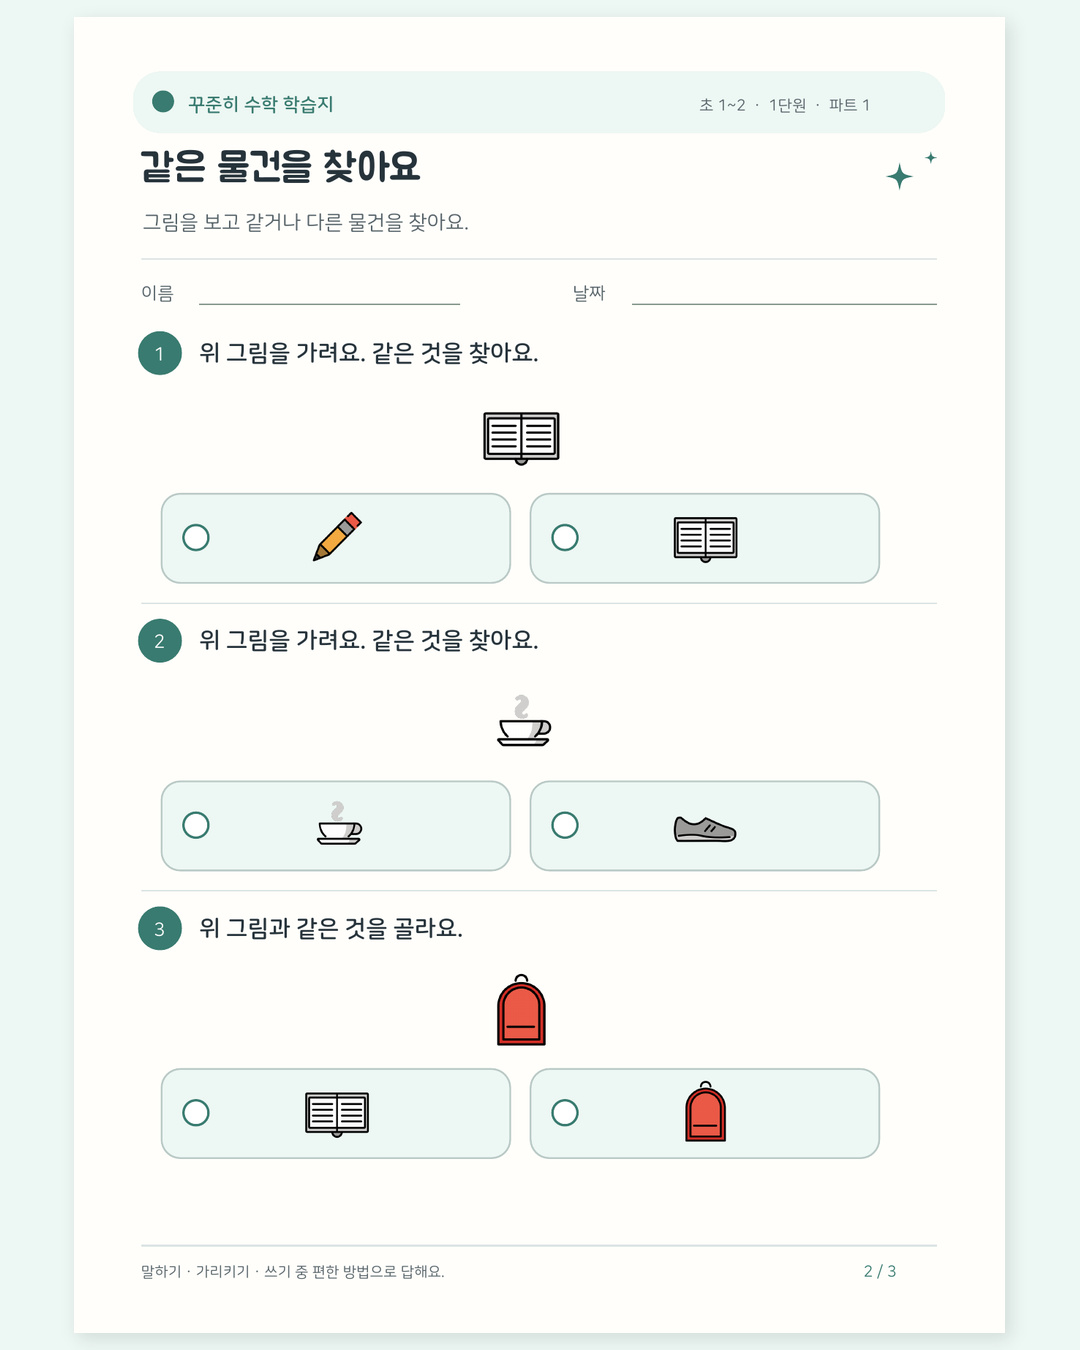 꾸준히 수학 학습지
초 1~2 · 1단원 · 파트 1
같은 물건을 찾아요
그림을 보고 같거나 다른 물건을 찾아요.
이름
날짜
1 위 그림을 가려요. 같은 것을 찾아요.
2 위 그림을 가려요. 같은 것을 찾아요.
3 위 그림과 같은 것을 골라요.
말하기 · 가리키기 · 쓰기 중 편한 방법으로 답해요.
2 / 3